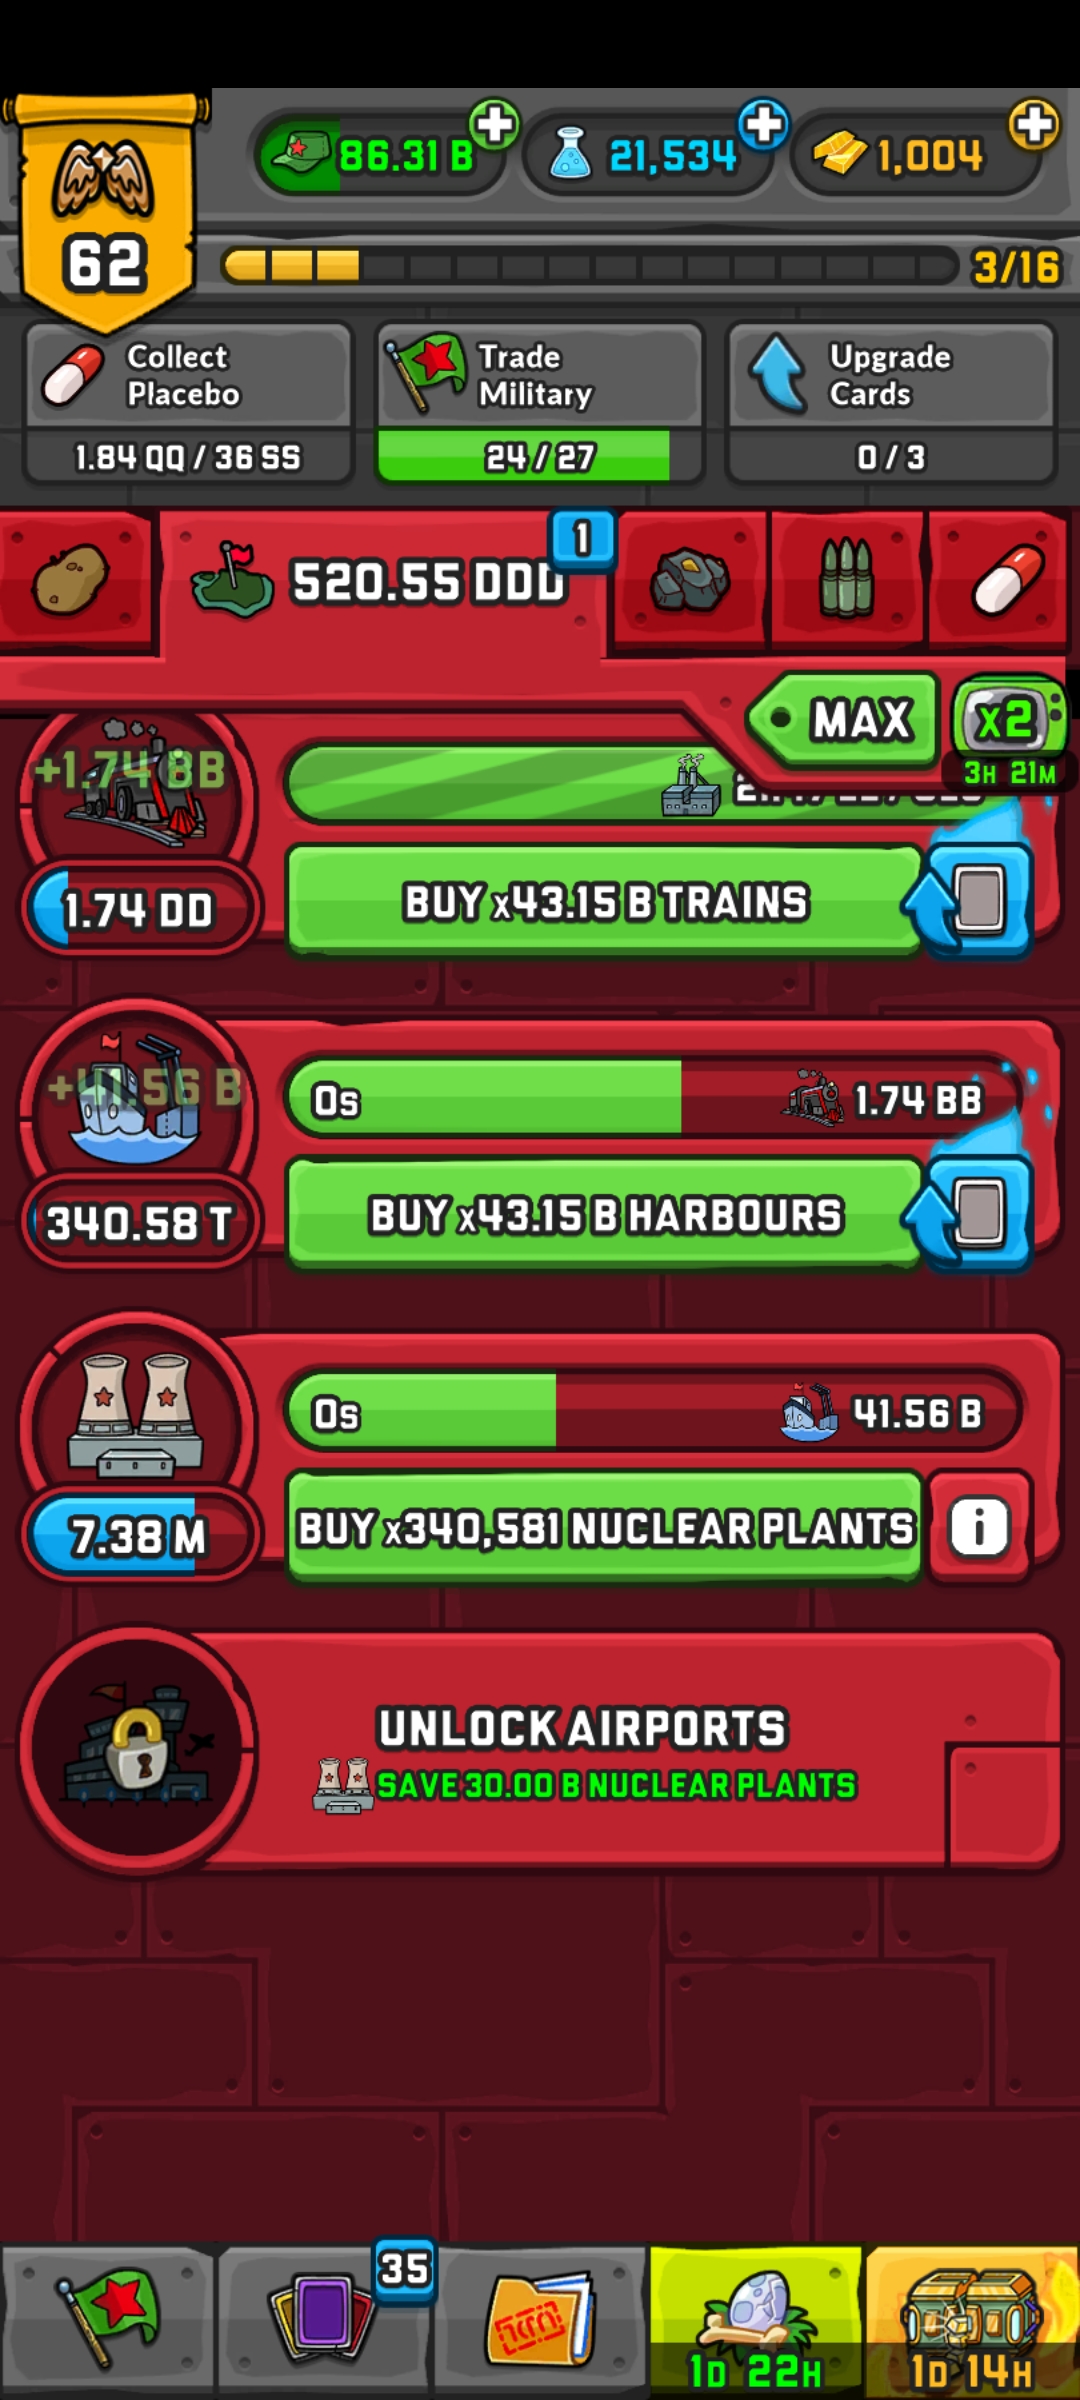 86.31 B
21,534
1,004
62
3/16
Collect
Placebo
1.84 QQ / 36 SS
Trade
Military
24 / 27
Upgrade
Cards
0 / 3
1
520.55 DDD
MAX
x2
3H 21M
+1.74 BB
1.74 DD
BUY x43.15 B TRAINS
+41.56 B
0s
1.74 BB
340.58 T
BUY x43.15 B HARBOURS
0s
41.56 B
7.38 M
BUY x340,581 NUCLEAR PLANTS
i
UNLOCK AIRPORTS
SAVE 30.00 B NUCLEAR PLANTS
35
1D 22H
1D 14H